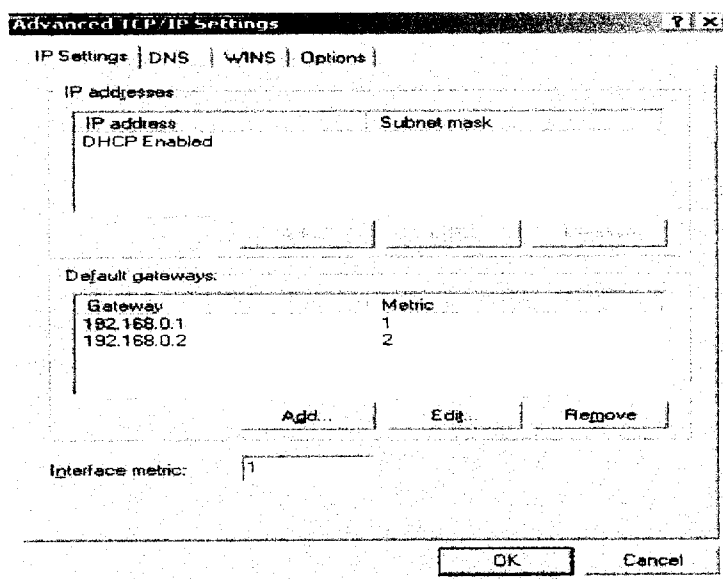 Advanced TCP/IP Settings ? ×
IP Settings DNS WINS Options
IP addresses
IP address Subnet mask
DHCP Enabled
Default gateways:
Gateway Metric
192.168.0.1 1
192.168.0.2 2
Add... Edit... Remove
Interface metric: 1
OK Cancel